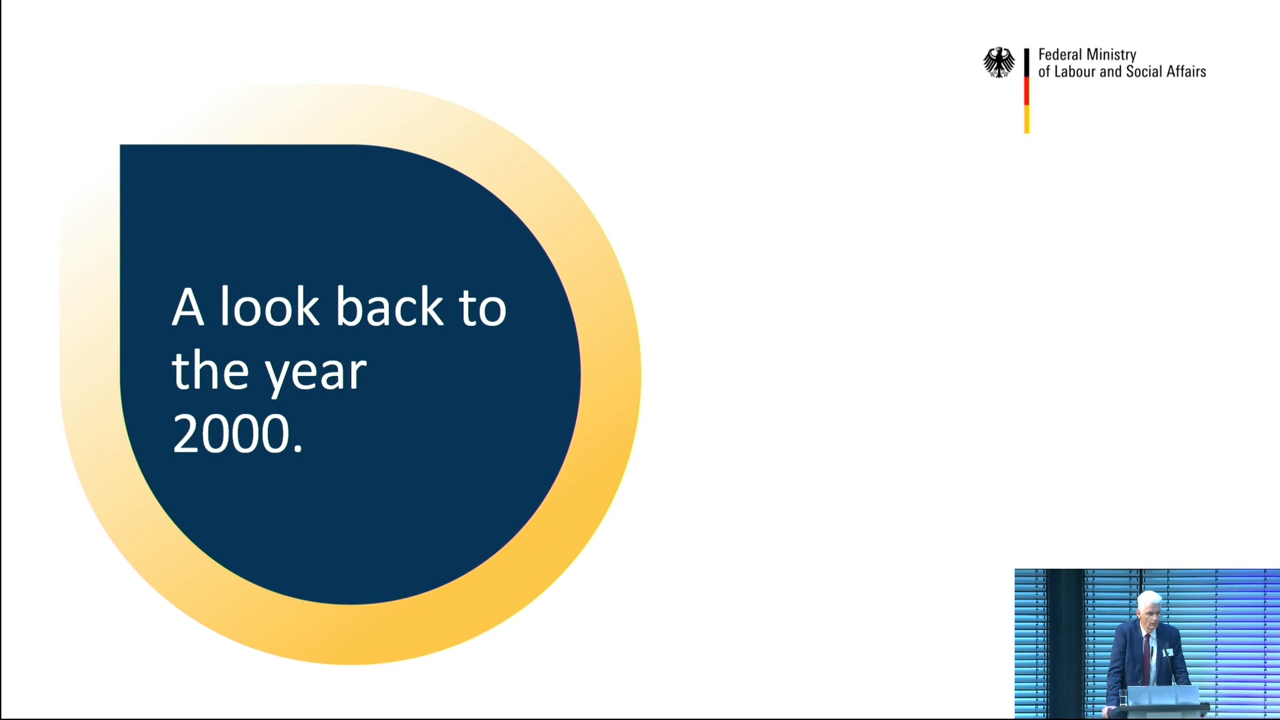 Federal Ministry
of Labour and Social Affairs
A look back to
the year
2000.